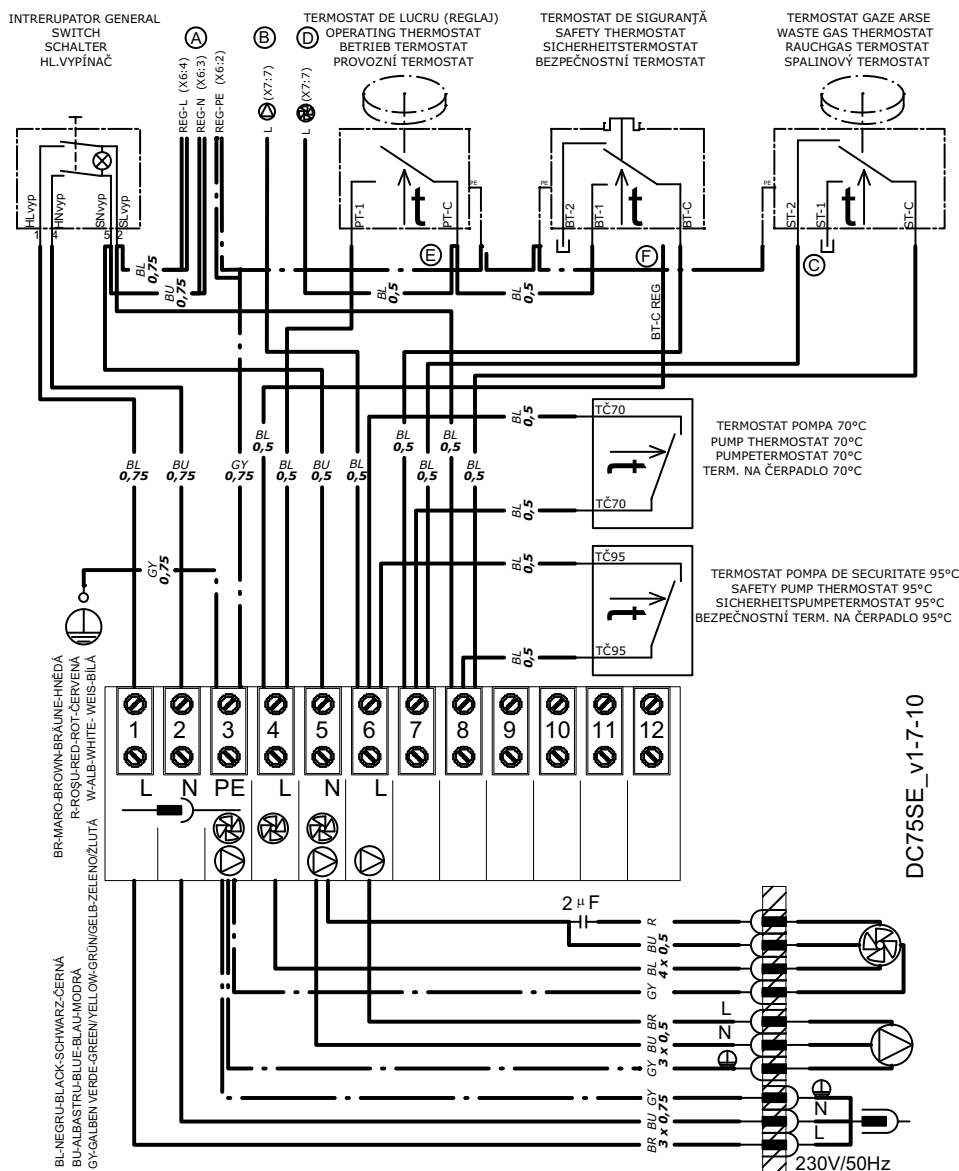 INTRERUPATOR GENERAL
SWITCH
SCHALTER
HL.VYPÍNAČ
A
B
D
REG-L (X6:4)
REG-N (X6:3)
REG-PE (X6:2)
L
(X7:7)
L
(X7:7)
TERMOSTAT DE LUCRU (REGLAJ)
OPERATING THERMOSTAT
BETRIEB TERMOSTAT
PROVOZNÍ TERMOSTAT
TERMOSTAT DE SIGURANŢĂ
SAFETY THERMOSTAT
SICHERHEITSTERMOSTAT
BEZPEČNOSTNÍ TERMOSTAT
TERMOSTAT GAZE ARSE
WASTE GAS THERMOSTAT
RAUCHGAS TERMOSTAT
SPALINOVÝ TERMOSTAT
HLvyp
HNvyp
SNvyp
SLvyp
1
4
5
2
PT-1
t
PT-C
PE
PE
BT-2
BT-1
t
BT-C
PE
ST-2
ST-1
t
ST-C
E
F
C
BL
0,75
BU
0,75
BL
0,5
BL
0,5
BT-C REG
BL
0,75
BU
0,75
GY
0,75
BL
0,5
BL
0,5
BU
0,5
BL
0,5
BL
0,5
BL
0,5
BL
0,5
BL
0,5
TČ70
t
TČ70
BL
0,5
TERMOSTAT POMPA 70°C
PUMP THERMOSTAT 70°C
PUMPETERMOSTAT 70°C
TERM. NA ČERPADLO 70°C
BL
0,5
TČ95
t
TČ95
BL
0,5
TERMOSTAT POMPA DE SECURITATE 95°C
SAFETY PUMP THERMOSTAT 95°C
SICHERHEITSPUMPETERMOSTAT 95°C
BEZPEČNOSTNÍ TERM. NA ČERPADLO 95°C
GY
0,75
1 2 3 4 5 6 7 8 9 10 11 12
L N PE L N L
BR-MARO-BROWN-BRÄUNE-HNĚDÁ
R-ROŞU-RED-ROT-ČERVENÁ
W-ALB-WHITE- WEIS-BÍLÁ
BL-NEGRU-BLACK-SCHWARZ-ČERNÁ
BU-ALBASTRU-BLUE-BLAU-MODRÁ
GY-GALBEN VERDE-GREEN/YELLOW-GRÜN/GELB-ZELENO/ŽLUTÁ
DC75SE_v1-7-10
2 µF
R
BU
BL
GY
4 x 0,5
BR
BU
GY
3 x 0,5
L
N
GY
BU
BR
3 x 0,75
N
L
230V/50Hz